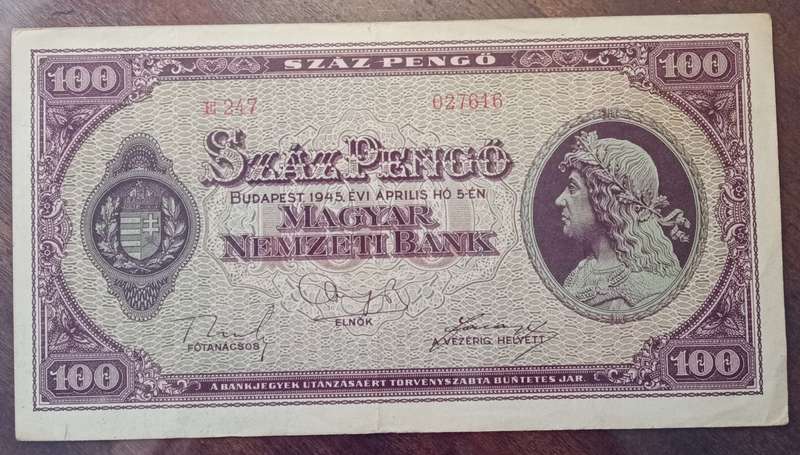 100 SZÁZ PENGŐ 100
E 247 027616
SZÁZ PENGŐ
BUDAPEST, 1945. ÉVI ÁPRILIS HÓ 5-ÉN
MAGYAR
NEMZETI BANK
FŐTANÁCSOS
ELNÖK
A VEZÉRIG. HELYETT
100 A BANKJEGYEK UTÁNZÁSÁÉRT TÖRVÉNYSZABTA BÜNTETÉS JÁR. 100